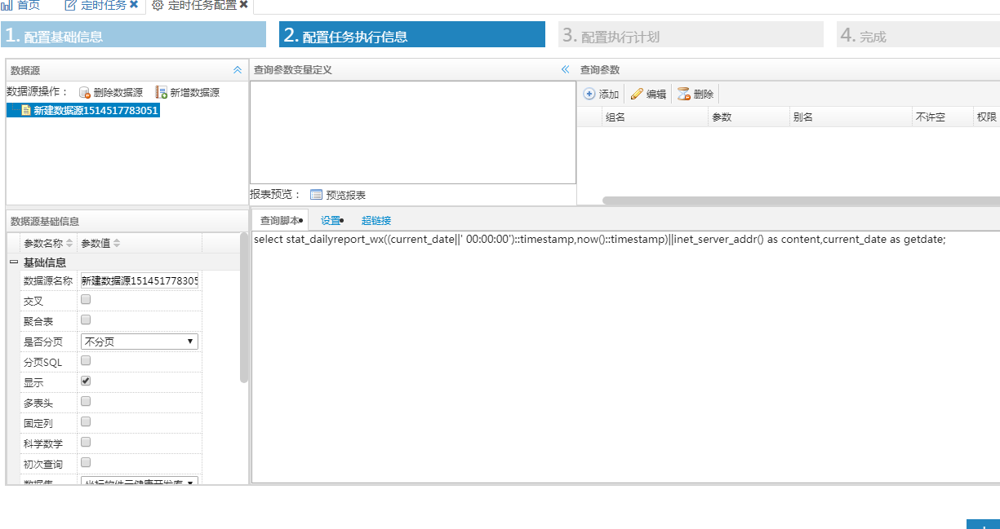 首页 定时任务 定时任务配置
1. 配置基础信息 2. 配置任务执行信息 3. 配置执行计划 4. 完成
数据源 查询参数变量定义 查询参数
数据源操作： 删除数据源 新增数据源
添加 编辑 删除
新建数据源1514517783051
组名 参数 别名 不许空 权限
报表预览： 预览报表
数据源基础信息
查询脚本 设置 超链接
参数名称 参数值
select stat_dailyreport_wx((current_date||' 00:00:00')::timestamp,now()::timestamp)||inet_server_addr() as content,current_date as getdate;
基础信息
数据源名称 新建数据源151451778305
交叉
聚合表
是否分页 不分页
分页SQL
显示
多表头
固定列
科学数学
初次查询
数据集